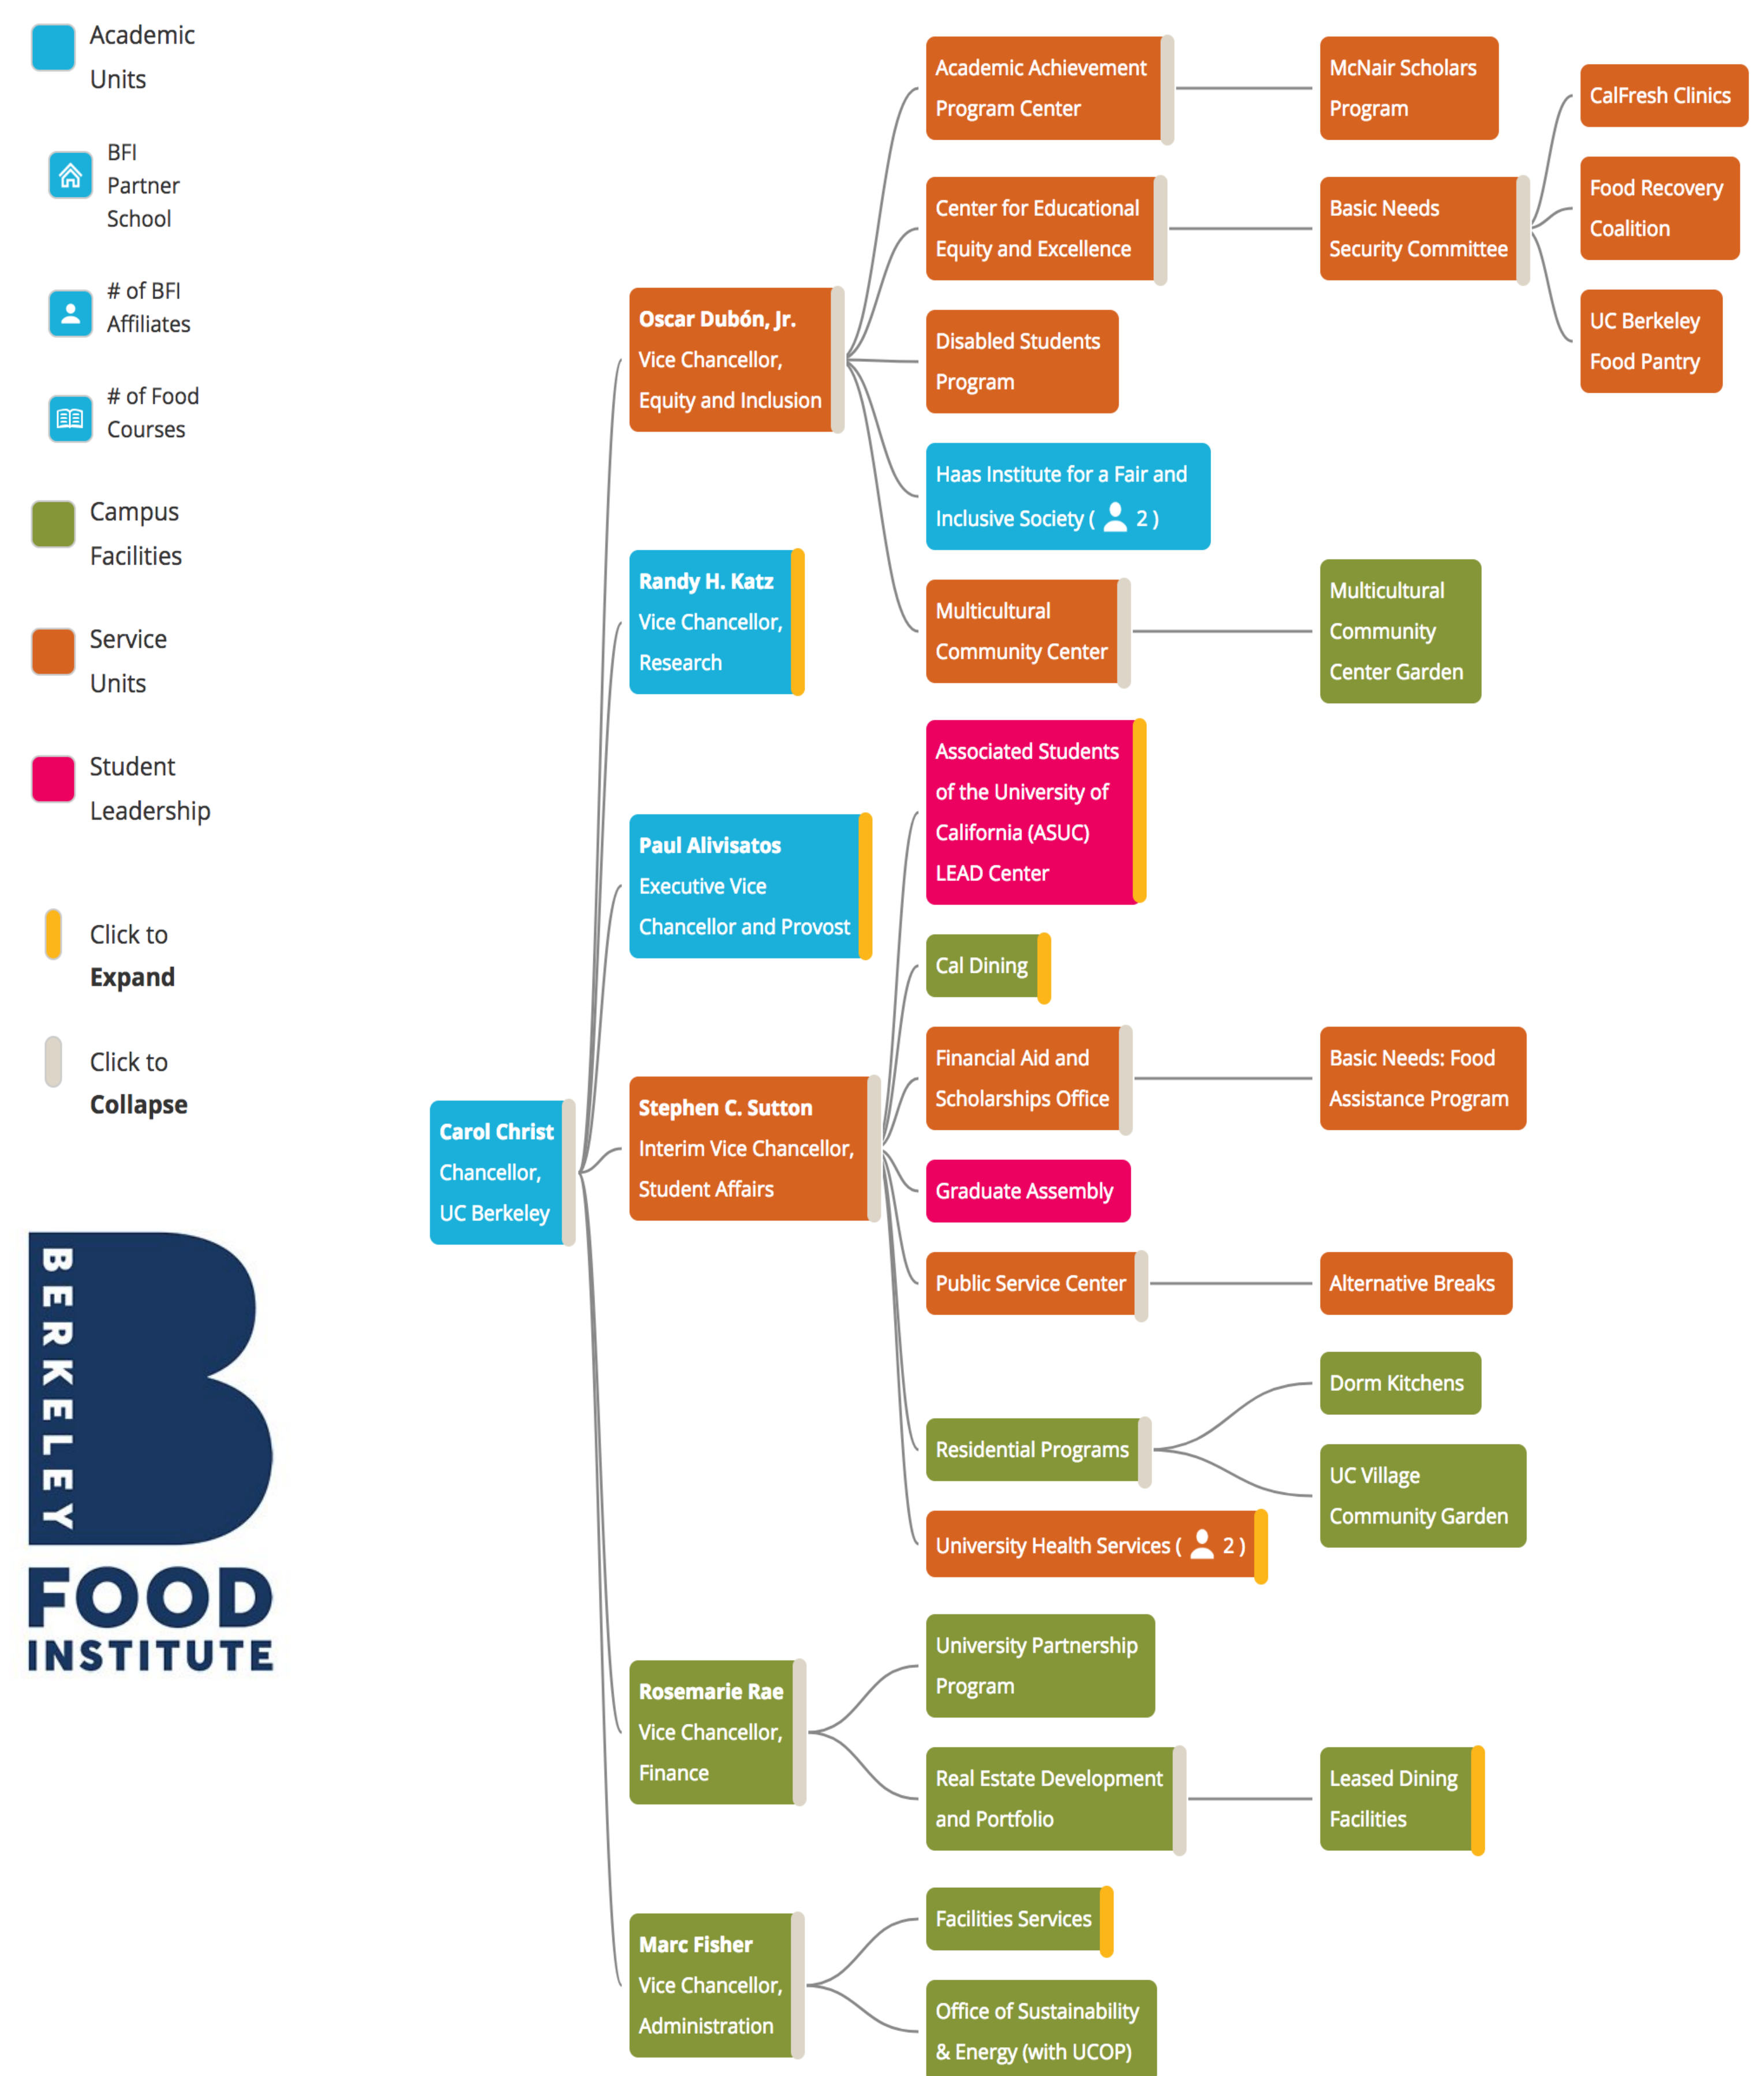 Academic
Units
BFI
Partner
School
# of BFI
Affiliates
# of Food
Courses
Campus
Facilities
Service
Units
Student
Leadership
Click to
Expand
Click to
Collapse
BERKELEY
FOOD
INSTITUTE
Carol Christ
Chancellor,
UC Berkeley
Oscar Dubón, Jr.
Vice Chancellor,
Equity and Inclusion
Randy H. Katz
Vice Chancellor,
Research
Paul Alivisatos
Executive Vice
Chancellor and Provost
Stephen C. Sutton
Interim Vice Chancellor,
Student Affairs
Rosemarie Rae
Vice Chancellor,
Finance
Marc Fisher
Vice Chancellor,
Administration
Academic Achievement
Program Center
Center for Educational
Equity and Excellence
Disabled Students
Program
Haas Institute for a Fair and
Inclusive Society ( 2 )
Multicultural
Community Center
Associated Students
of the University of
California (ASUC)
LEAD Center
Cal Dining
Financial Aid and
Scholarships Office
Graduate Assembly
Public Service Center
Residential Programs
University Health Services ( 2 )
University Partnership
Program
Real Estate Development
and Portfolio
Facilities Services
Office of Sustainability
& Energy (with UCOP)
McNair Scholars
Program
Basic Needs
Security Committee
Multicultural
Community
Center Garden
Basic Needs: Food
Assistance Program
Alternative Breaks
Dorm Kitchens
UC Village
Community Garden
Leased Dining
Facilities
CalFresh Clinics
Food Recovery
Coalition
UC Berkeley
Food Pantry